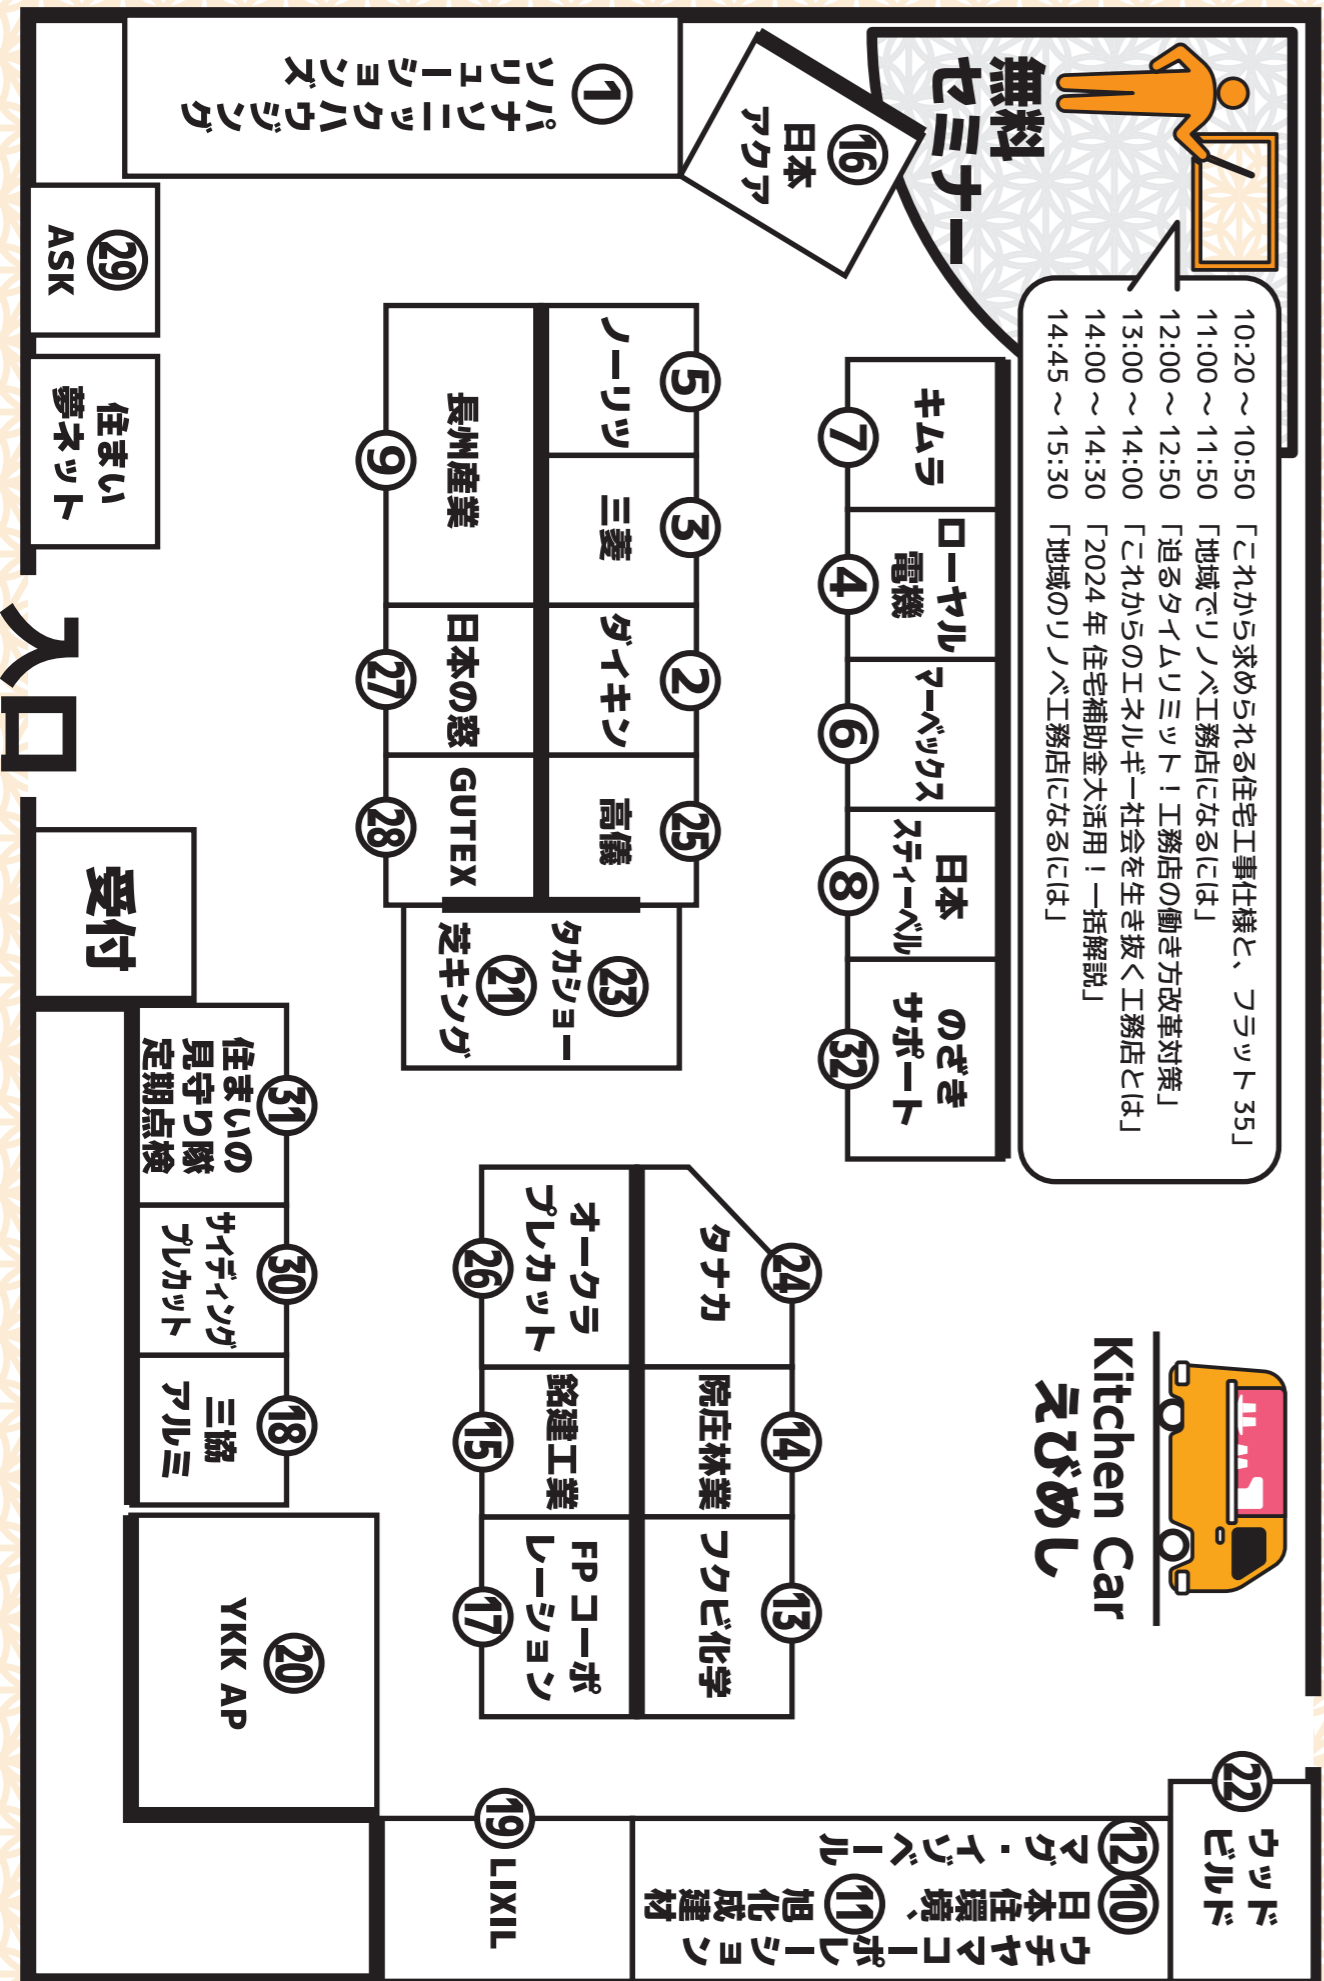 無料
セミナー
10:20 ～ 10:50 「これから求められる住宅工事仕様と、フラット 35」
11:00 ～ 11:50 「地域でリノベ工務店になるには」
12:00 ～ 12:50 「迫るタイムリミット！工務店の働き方改革対策」
13:00 ～ 14:00 「これからのエネルギー社会を生き抜く工務店とは」
14:00 ～ 14:30 「2024 年 住宅補助金大活用！一括解説」
14:45 ～ 15:30 「地域のリノベ工務店になるには」
Kitchen Car
えびめし
㉒
ウッド
ビルド
⑯
日本
アクア
キムラ
⑦
ローヤル
電機
④
マーベックス
⑥
日本
スティーベル
⑧
のざき
サポート
㉜
①
パナソニックハウジング
ソリューションズ
⑤
ノーリツ
③
三菱
②
ダイキン
㉕
高儀
長州産業
⑨
日本の窓
㉗
GUTEX
㉘
㉓
タカショー
㉑
芝キング
㉔
タナカ
⑭
院庄林業
⑬
フクビ化学
オークラ
プレカット
㉖
銘建工業
⑮
FP コーポ
レーション
⑰
⑫マグ・イゾベール
⑩日本住環境、⑪旭化成建材
ウチヤマコーポレーション
⑲
LIXIL
㉙
ASK
住まい
夢ネット
入口
受付
㉛
住まいの
見守り隊
定期点検
㉚
サイディング
プレカット
⑱
三協
アルミ
⑳
YKK AP